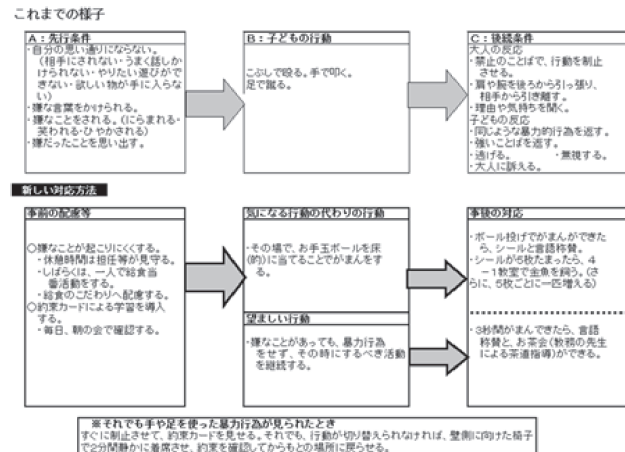 これまでの様子
A:先行条件
・自分の思い通りにならない。
(相手にされない・うまく話しか
けられない・やりたい遊びがで
きない・欲しい物が手に入らな
い)
・嫌な言葉をかけられる。
・嫌なことをされる。(にらまれる・
笑われる・ひやかされる)
・嫌だったことを思い出す。
B:子どもの行動
こぶしで殴る。手で叩く。
足で蹴る。
C:後続条件
大人の反応
・禁止のことばで、行動を制止
させる。
・肩や腕を後ろから引っ張り、
相手から引き離す。
・理由や気持ちを聞く。
子どもの反応
・同じような暴力的行為を返す。
・強いことばを返す。
・逃げる。 ・無視する。
・大人に訴える。
新しい対応方法
事前の配慮等
○嫌なことが起こりにくくする。
・休憩時間は担任等が見守る。
・しばらくは、一人で給食当
番活動をする。
・給食のこだわりへ配慮する。
○約束カードによる学習を導入
する。
・毎日、朝の会で確認する。
気になる行動の代わりの行動
・その場で、お手玉ボールを床
(的)に当てることでがまんをす
る。
望ましい行動
・嫌なことがあっても、暴力行為
をせず、その時にするべき活動
を継続する。
事後の対応
・ボール投げでがまんができた
ら、シールと言語称賛。
・シールが5枚たまったら、4
-1教室で金魚を飼う。(さ
らに、5枚ごとに一匹増える)
・3秒間がまんできたら、言語
称賛と、お茶会(教務の先生
による茶道指導)ができる。
※それでも手や足を使った暴力行為が見られたとき
すぐに制止させて、約束カードを見せる。それでも、行動が切り替えられなければ、壁側に向けた椅子
で2分間静かに着席させ、約束を確認してからもとの場所に戻らせる。